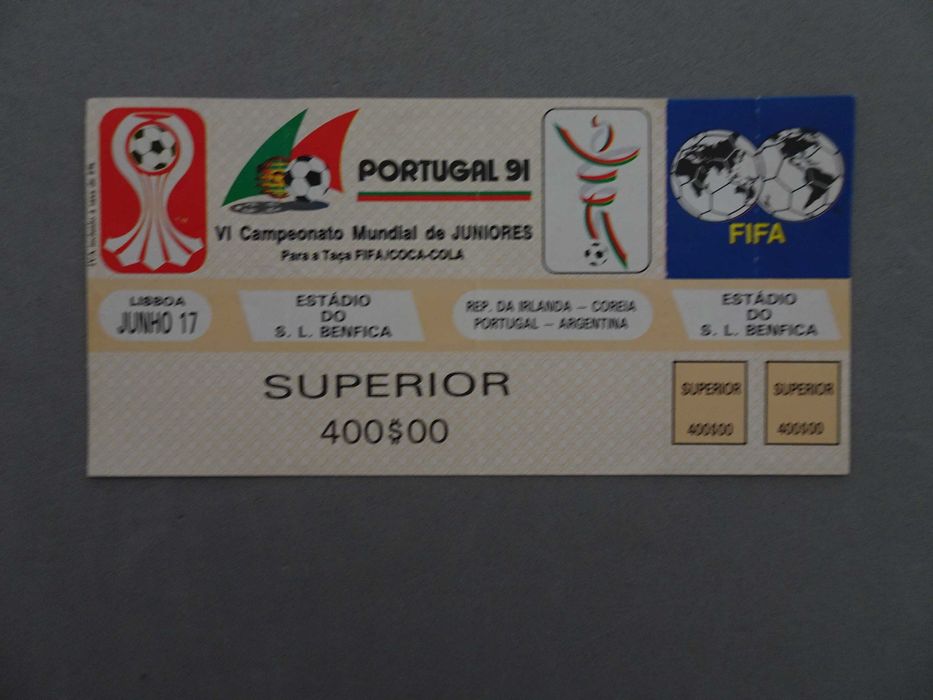 PORTUGAL 91
VI Campeonato Mundial de JUNIORES
Para a Taça FIFA/COCA-COLA
FIFA
LISBOA
JUNHO 17
ESTÁDIO
DO
S. L. BENFICA
REP. DA IRLANDA – COREIA
PORTUGAL – ARGENTINA
ESTÁDIO
DO
S. L. BENFICA
SUPERIOR
400$00
SUPERIOR
400$00
SUPERIOR
400$00